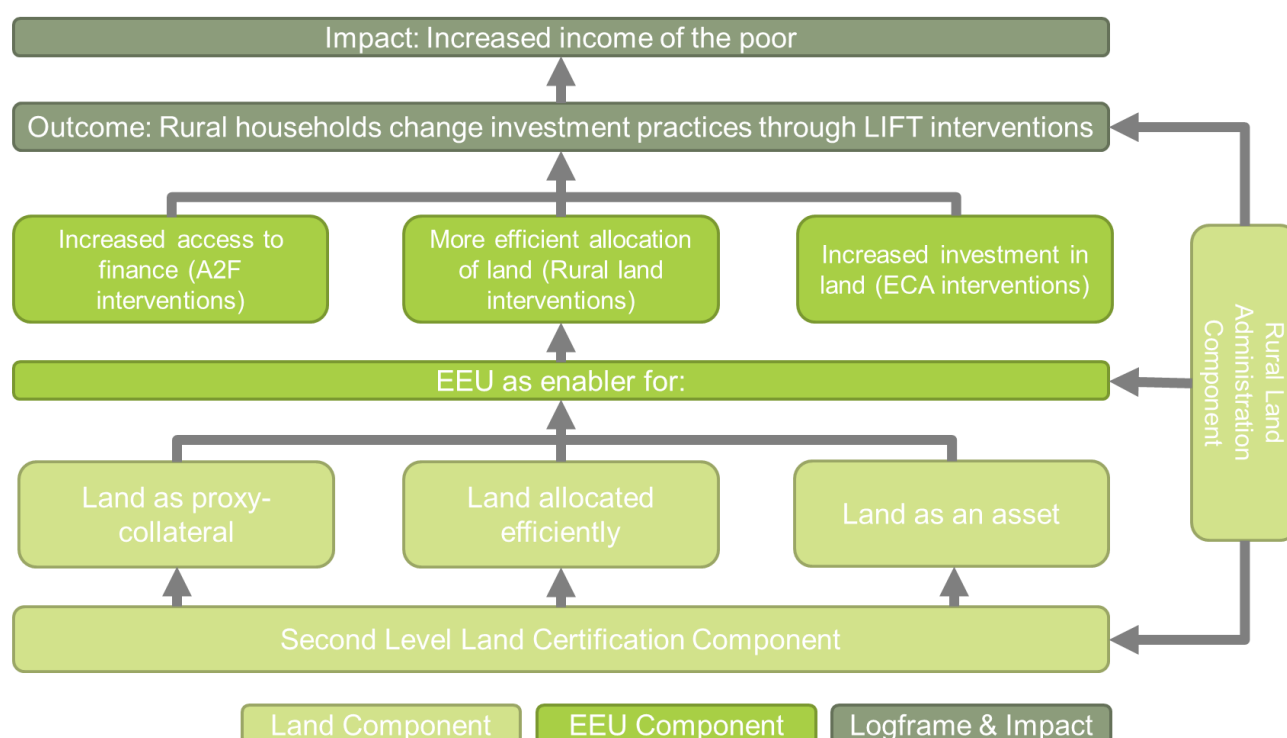 Impact: Increased income of the poor
Outcome: Rural households change investment practices through LIFT interventions
Increased access to
finance (A2F
interventions)
More efficient allocation
of land (Rural land
interventions)
Increased investment in
land (ECA interventions)
Rural Land
Administration
Component
EEU as enabler for:
Land as proxy-
collateral
Land allocated
efficiently
Land as an asset
Second Level Land Certification Component
Land Component
EEU Component
Logframe & Impact